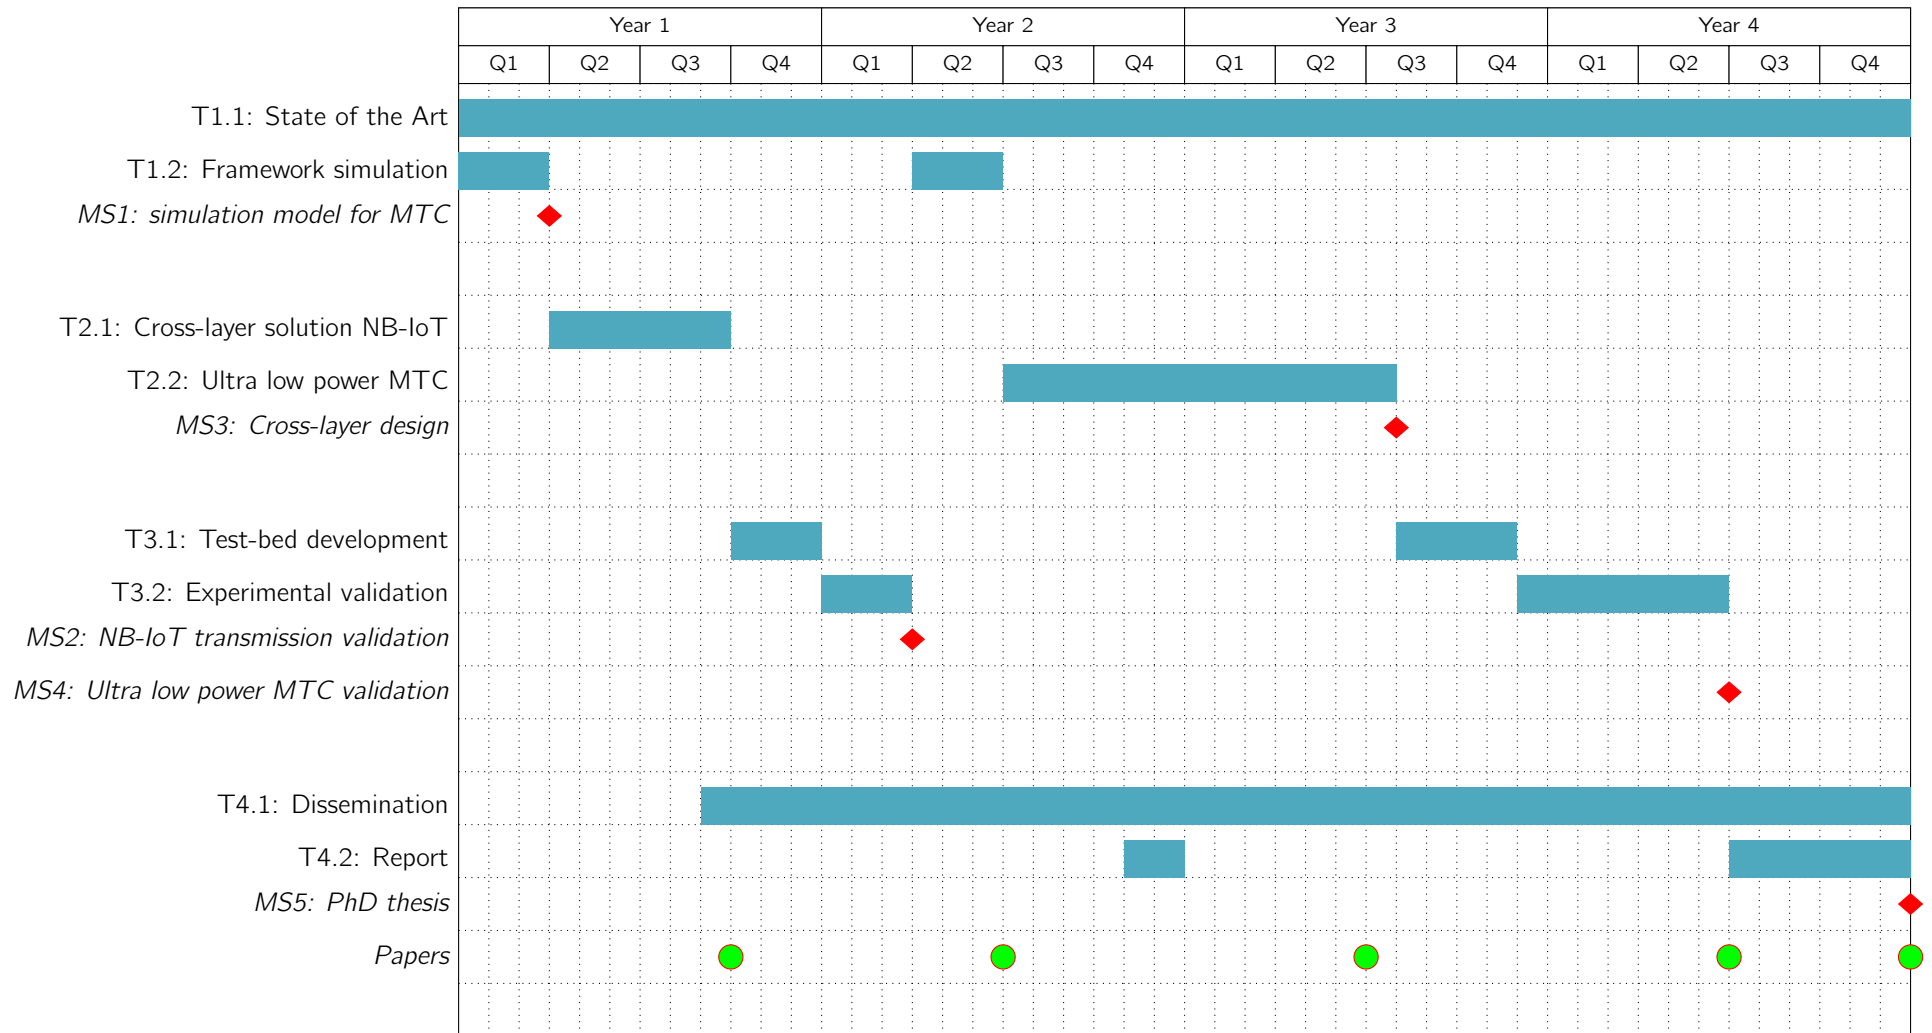 Year 1 Year 2 Year 3 Year 4
Q1 Q2 Q3 Q4 Q1 Q2 Q3 Q4 Q1 Q2 Q3 Q4 Q1 Q2 Q3 Q4
T1.1: State of the Art
T1.2: Framework simulation
MS1: simulation model for MTC
T2.1: Cross-layer solution NB-IoT
T2.2: Ultra low power MTC
MS3: Cross-layer design
T3.1: Test-bed development
T3.2: Experimental validation
MS2: NB-IoT transmission validation
MS4: Ultra low power MTC validation
T4.1: Dissemination
T4.2: Report
MS5: PhD thesis
Papers